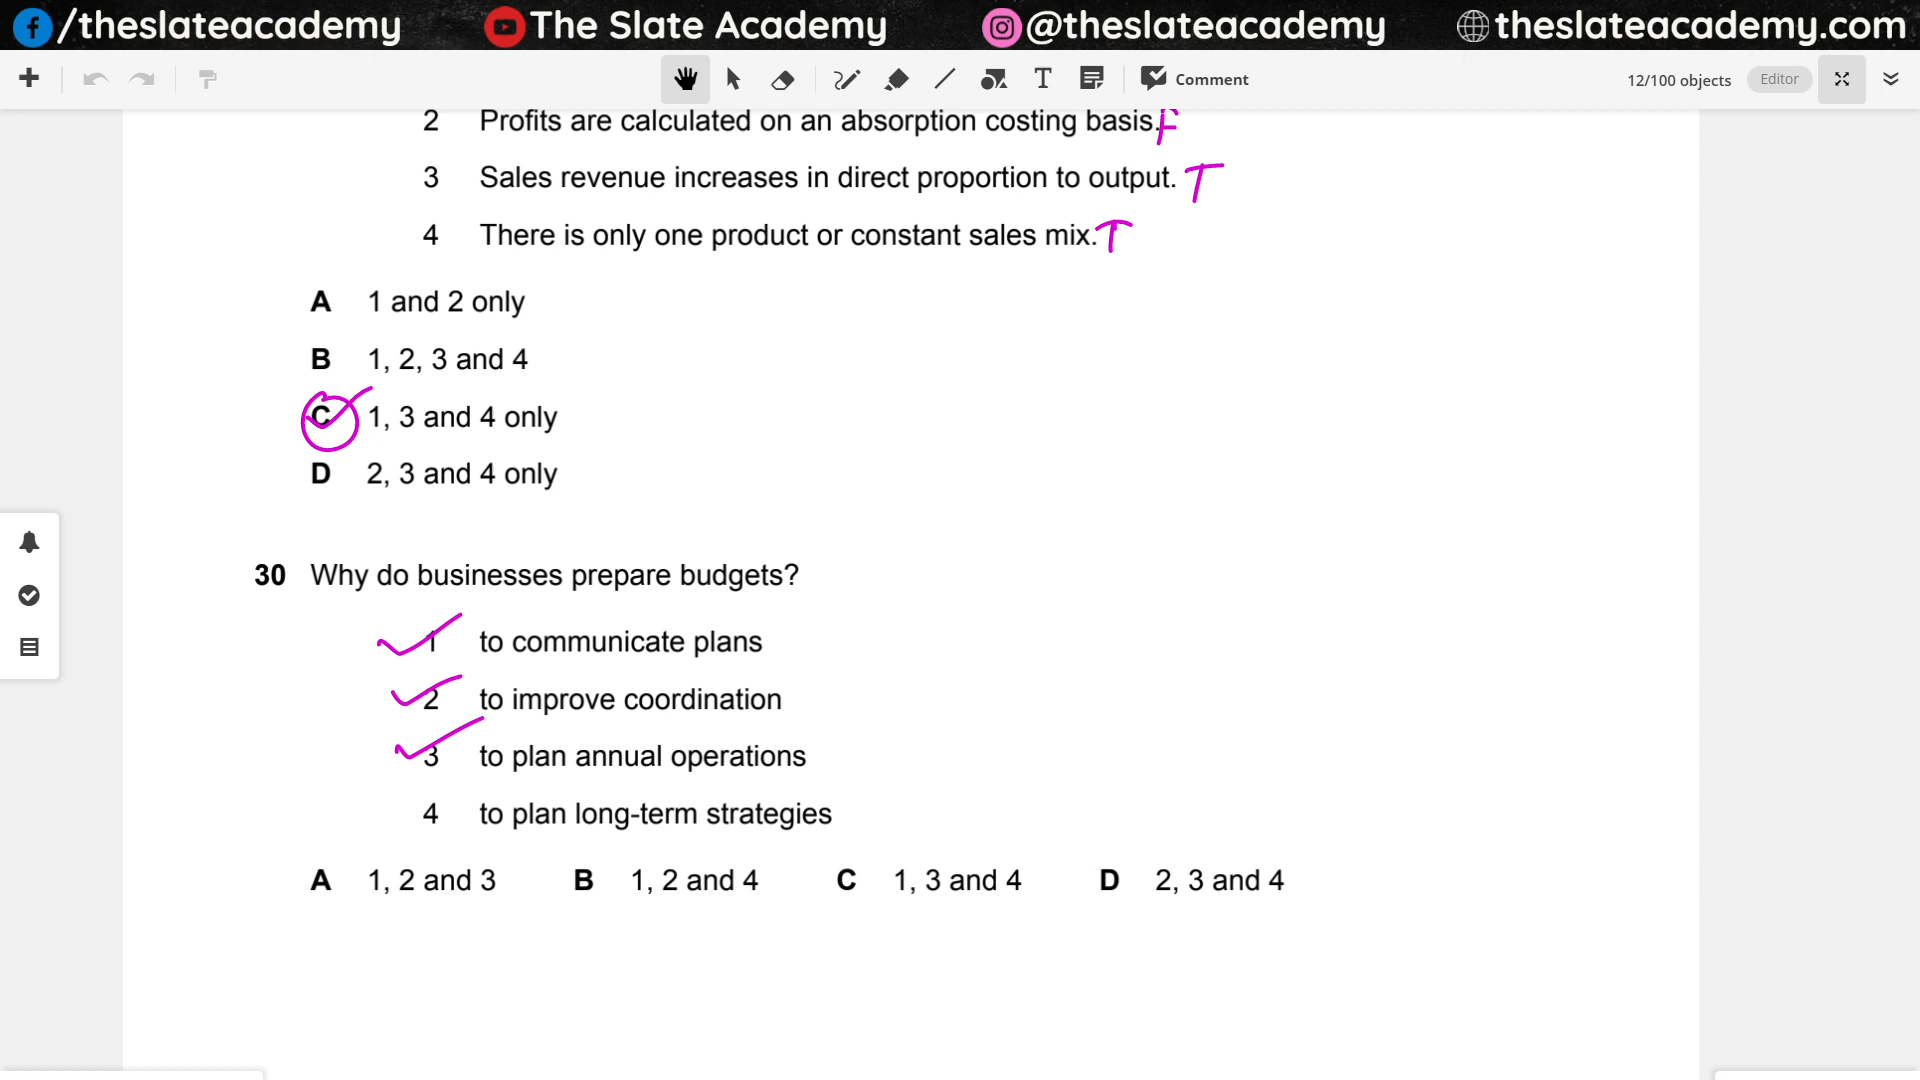 /theslateacademy The Slate Academy @theslateacademy theslateacademy.com
Comment 12/100 objects Editor
2 Profits are calculated on an absorption costing basis. F
3 Sales revenue increases in direct proportion to output. T
4 There is only one product or constant sales mix. T
A 1 and 2 only
B 1, 2, 3 and 4
C 1, 3 and 4 only
D 2, 3 and 4 only
30 Why do businesses prepare budgets?
1 to communicate plans
2 to improve coordination
3 to plan annual operations
4 to plan long-term strategies
A 1, 2 and 3 B 1, 2 and 4 C 1, 3 and 4 D 2, 3 and 4